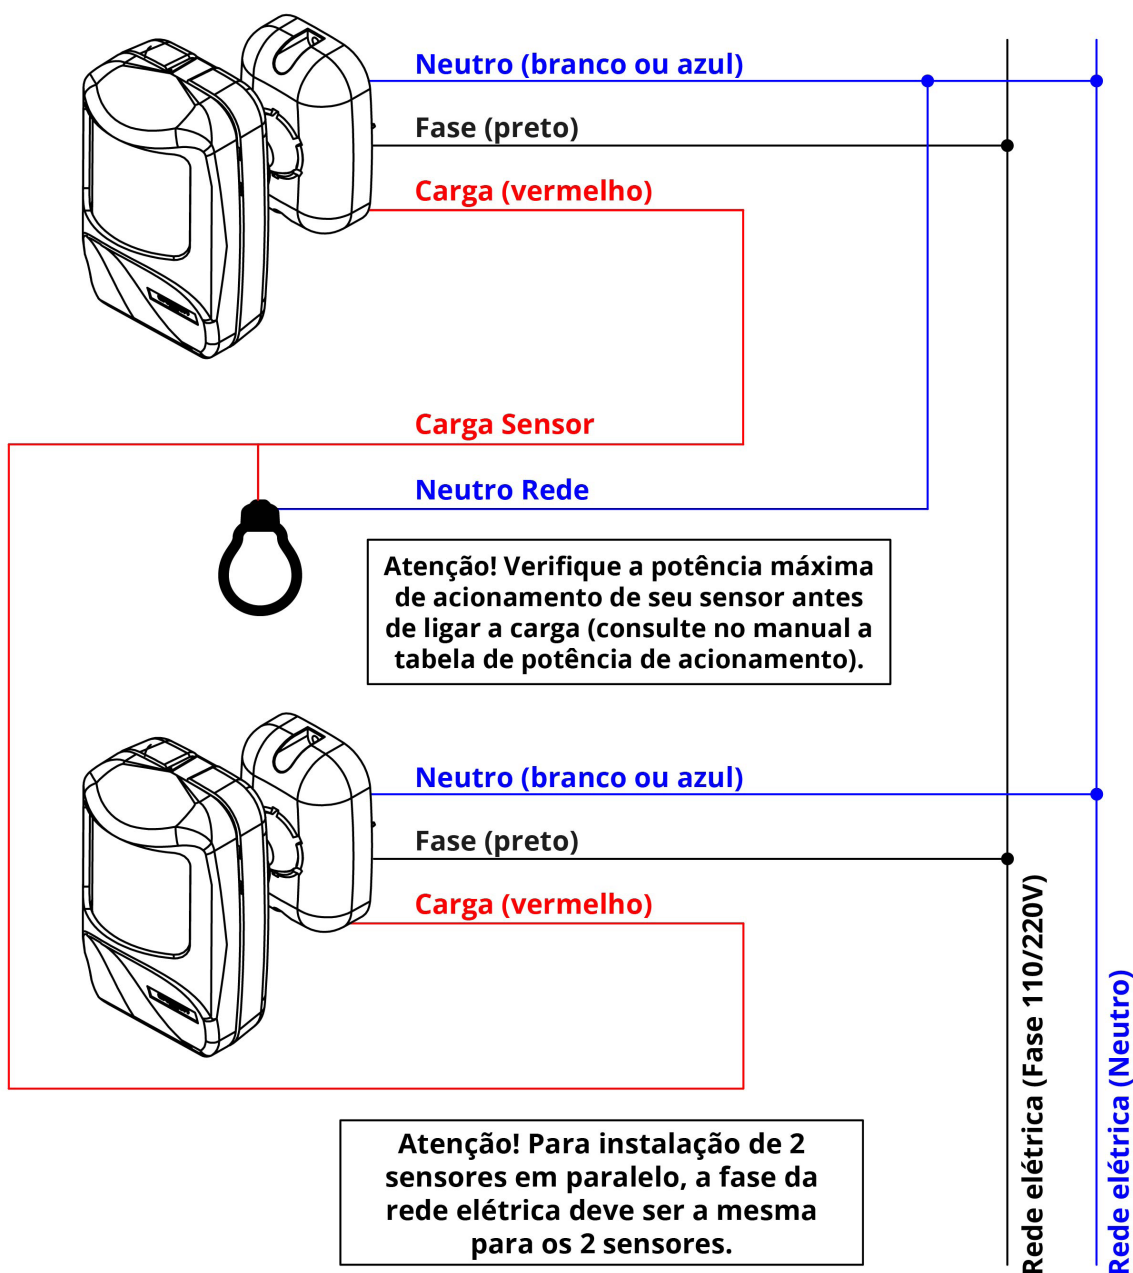 Neutro (branco ou azul)
Fase (preto)
Carga (vermelho)
Carga Sensor
Neutro Rede
Atenção! Verifique a potência máxima
de acionamento de seu sensor antes
de ligar a carga (consulte no manual a
tabela de potência de acionamento).
Neutro (branco ou azul)
Fase (preto)
Carga (vermelho)
Rede elétrica (Fase 110/220V)
Rede elétrica (Neutro)
Atenção! Para instalação de 2
sensores em paralelo, a fase da
rede elétrica deve ser a mesma
para os 2 sensores.